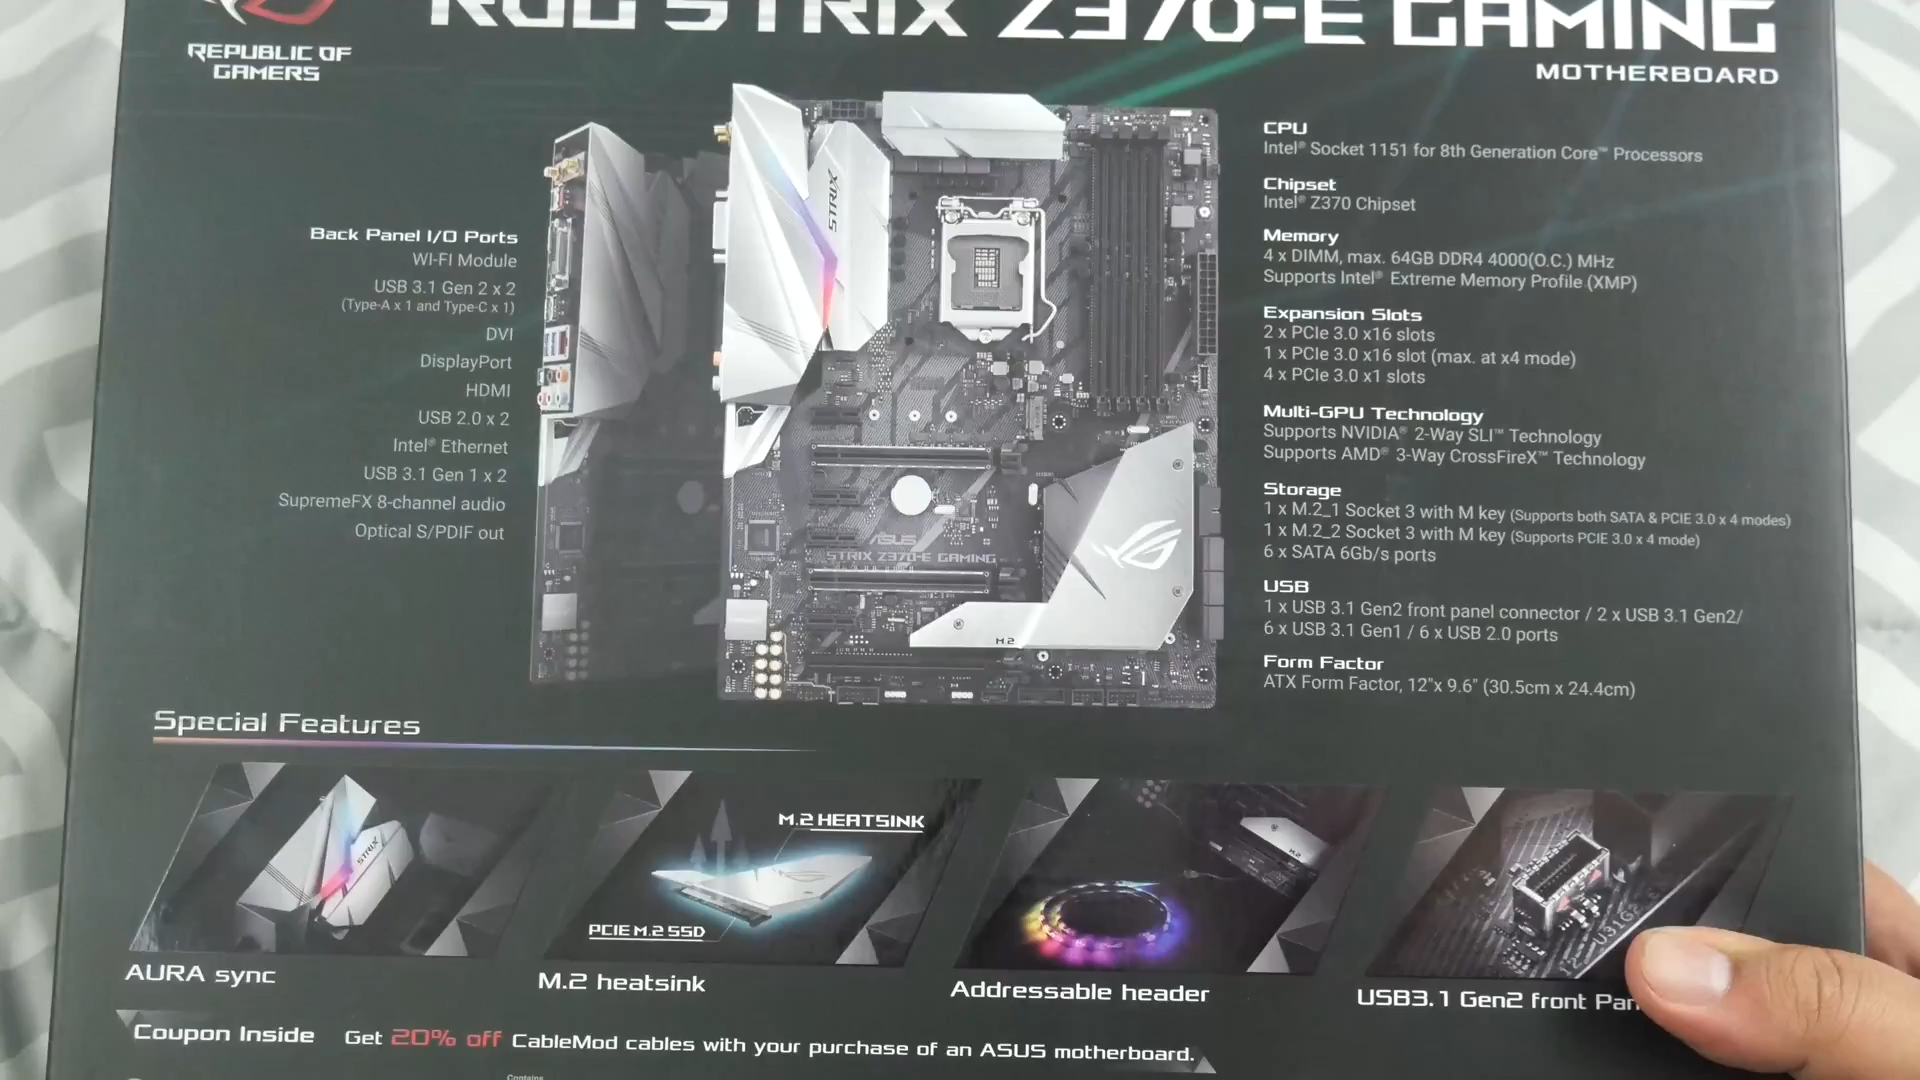 ROG STRIX Z370-E GAMING
MOTHERBOARD
REPUBLIC OF
GAMERS
Back Panel I/O Ports
WI-FI Module
USB 3.1 Gen 2 x 2
(Type-A x 1 and Type-C x 1)
DVI
DisplayPort
HDMI
USB 2.0 x 2
Intel® Ethernet
USB 3.1 Gen 1 x 2
SupremeFX 8-channel audio
Optical S/PDIF out
STRIX
ASUS
STRIX Z370-E GAMING
M.2
CPU
Intel® Socket 1151 for 8th Generation Core™ Processors
Chipset
Intel® Z370 Chipset
Memory
4 x DIMM, max. 64GB DDR4 4000(O.C.) MHz
Supports Intel® Extreme Memory Profile (XMP)
Expansion Slots
2 x PCIe 3.0 x16 slots
1 x PCIe 3.0 x16 slot (max. at x4 mode)
4 x PCIe 3.0 x1 slots
Multi-GPU Technology
Supports NVIDIA® 2-Way SLI™ Technology
Supports AMD® 3-Way CrossFireX™ Technology
Storage
1 x M.2_1 Socket 3 with M key (Supports both SATA & PCIE 3.0 x 4 modes)
1 x M.2_2 Socket 3 with M key (Supports PCIE 3.0 x 4 mode)
6 x SATA 6Gb/s ports
USB
1 x USB 3.1 Gen2 front panel connector / 2 x USB 3.1 Gen2/
6 x USB 3.1 Gen1 / 6 x USB 2.0 ports
Form Factor
ATX Form Factor, 12"x 9.6" (30.5cm x 24.4cm)
Special Features
STRIX
M.2 HEATSINK
PCIE M.2 SSD
M.2
AURA sync
M.2 heatsink
Addressable header
USB3.1 Gen2 front Pan
Coupon Inside
Get 20% off CableMod cables with your purchase of an ASUS motherboard.
Contains